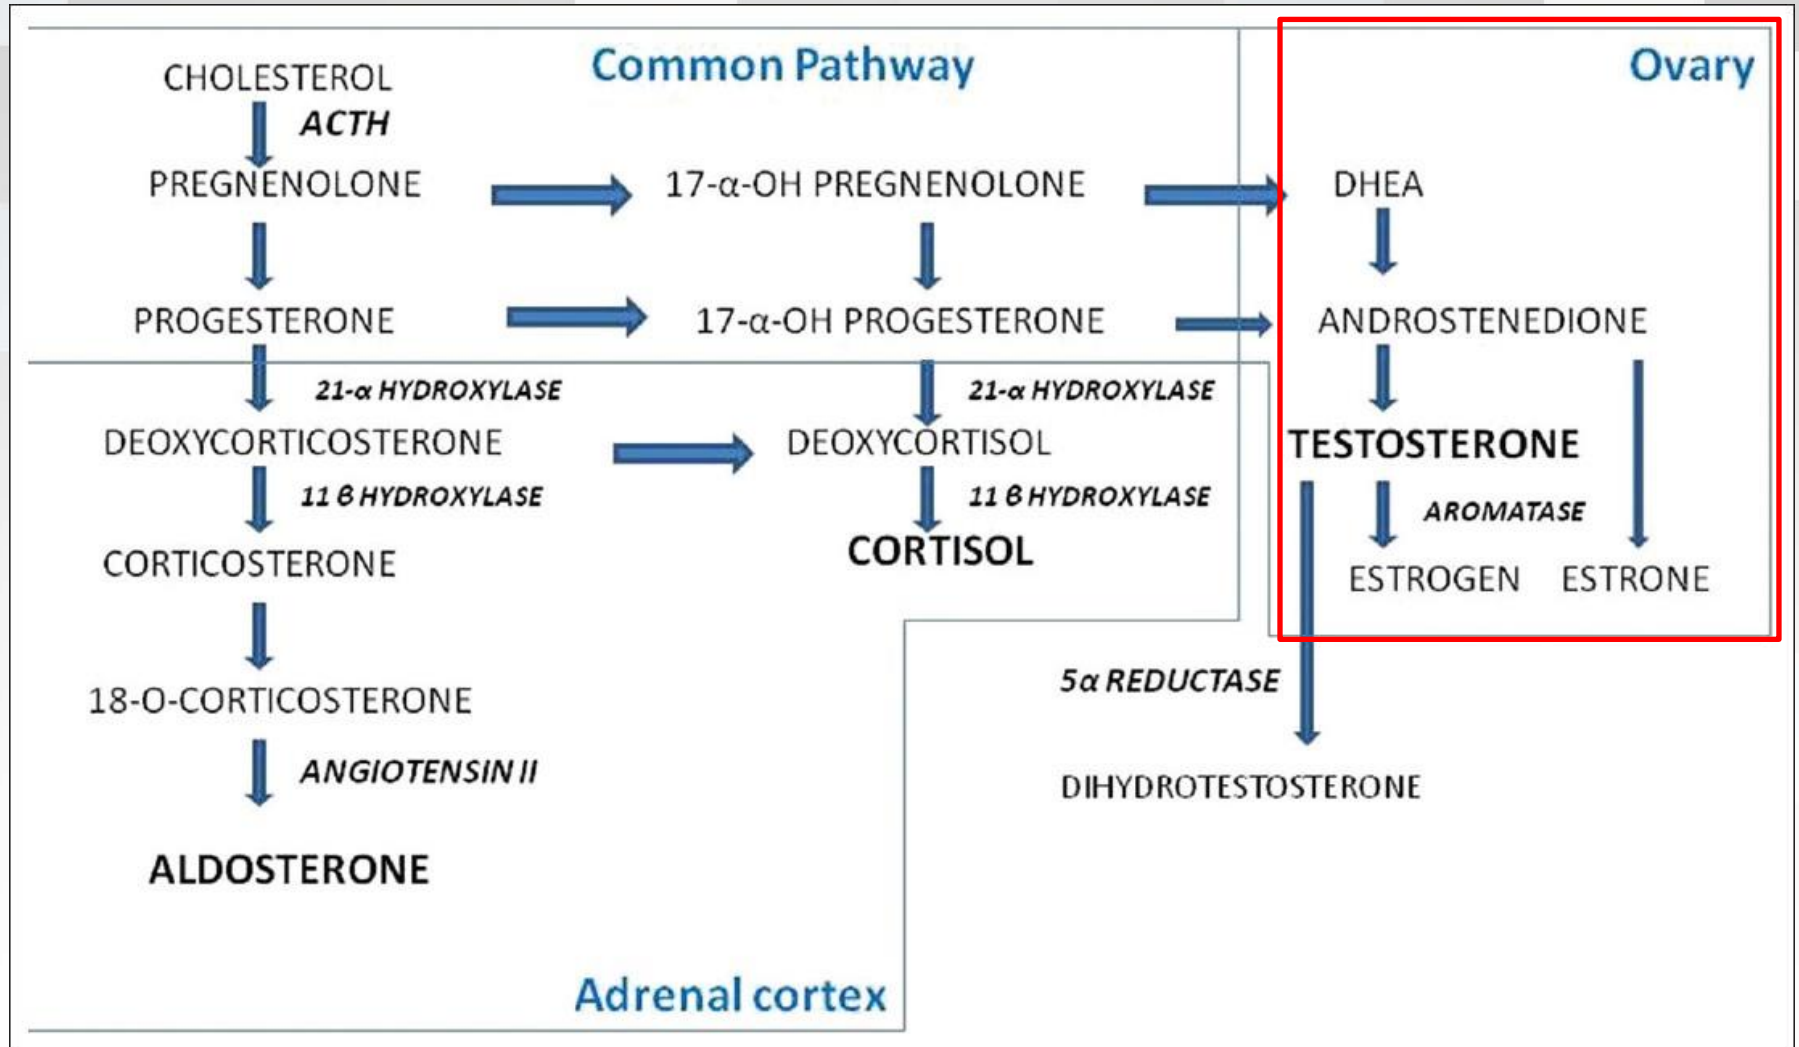 Common Pathway
Ovary
CHOLESTEROL
ACTH
PREGNENOLONE
17-α-OH PREGNENOLONE
DHEA
PROGESTERONE
17-α-OH PROGESTERONE
ANDROSTENEDIONE
21-α HYDROXYLASE
21-α HYDROXYLASE
DEOXYCORTICOSTERONE
DEOXYCORTISOL
TESTOSTERONE
11 β HYDROXYLASE
11 β HYDROXYLASE
AROMATASE
CORTICOSTERONE
CORTISOL
ESTROGEN
ESTRONE
18-O-CORTICOSTERONE
5α REDUCTASE
ANGIOTENSIN II
DIHYDROTESTOSTERONE
ALDOSTERONE
Adrenal cortex